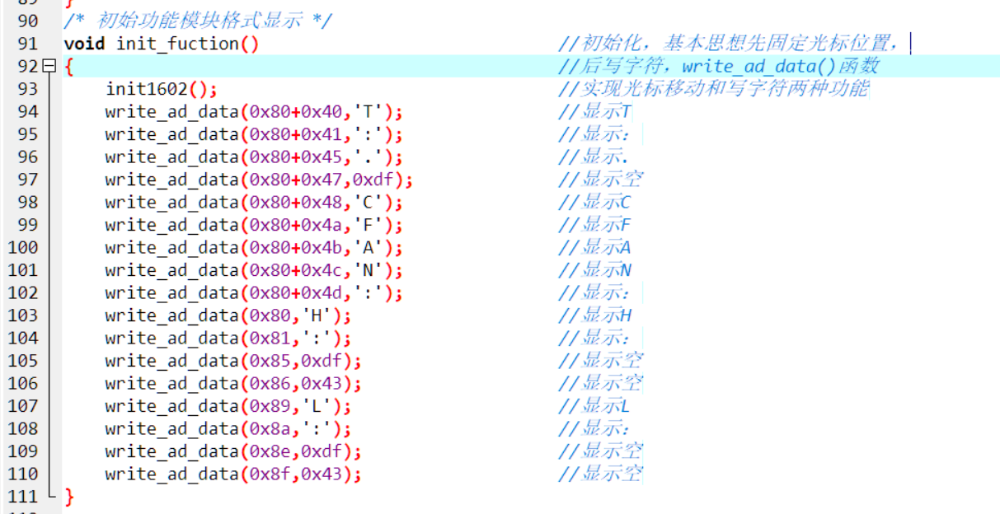 90 /* 初始功能模块格式显示 */
91 void init_fuction() //初始化，基本思想先固定光标位置，
92 { //后写字符，write_ad_data()函数
93 init1602(); //实现光标移动和写字符两种功能
94 write_ad_data(0x80+0x40,'T'); //显示T
95 write_ad_data(0x80+0x41,':'); //显示：
96 write_ad_data(0x80+0x45,'.'); //显示.
97 write_ad_data(0x80+0x47,0xdf); //显示空
98 write_ad_data(0x80+0x48,'C'); //显示C
99 write_ad_data(0x80+0x4a,'F'); //显示F
100 write_ad_data(0x80+0x4b,'A'); //显示A
101 write_ad_data(0x80+0x4c,'N'); //显示N
102 write_ad_data(0x80+0x4d,':'); //显示：
103 write_ad_data(0x80,'H'); //显示H
104 write_ad_data(0x81,':'); //显示：
105 write_ad_data(0x85,0xdf); //显示空
106 write_ad_data(0x86,0x43); //显示空
107 write_ad_data(0x89,'L'); //显示L
108 write_ad_data(0x8a,':'); //显示：
109 write_ad_data(0x8e,0xdf); //显示空
110 write_ad_data(0x8f,0x43); //显示空
111 }